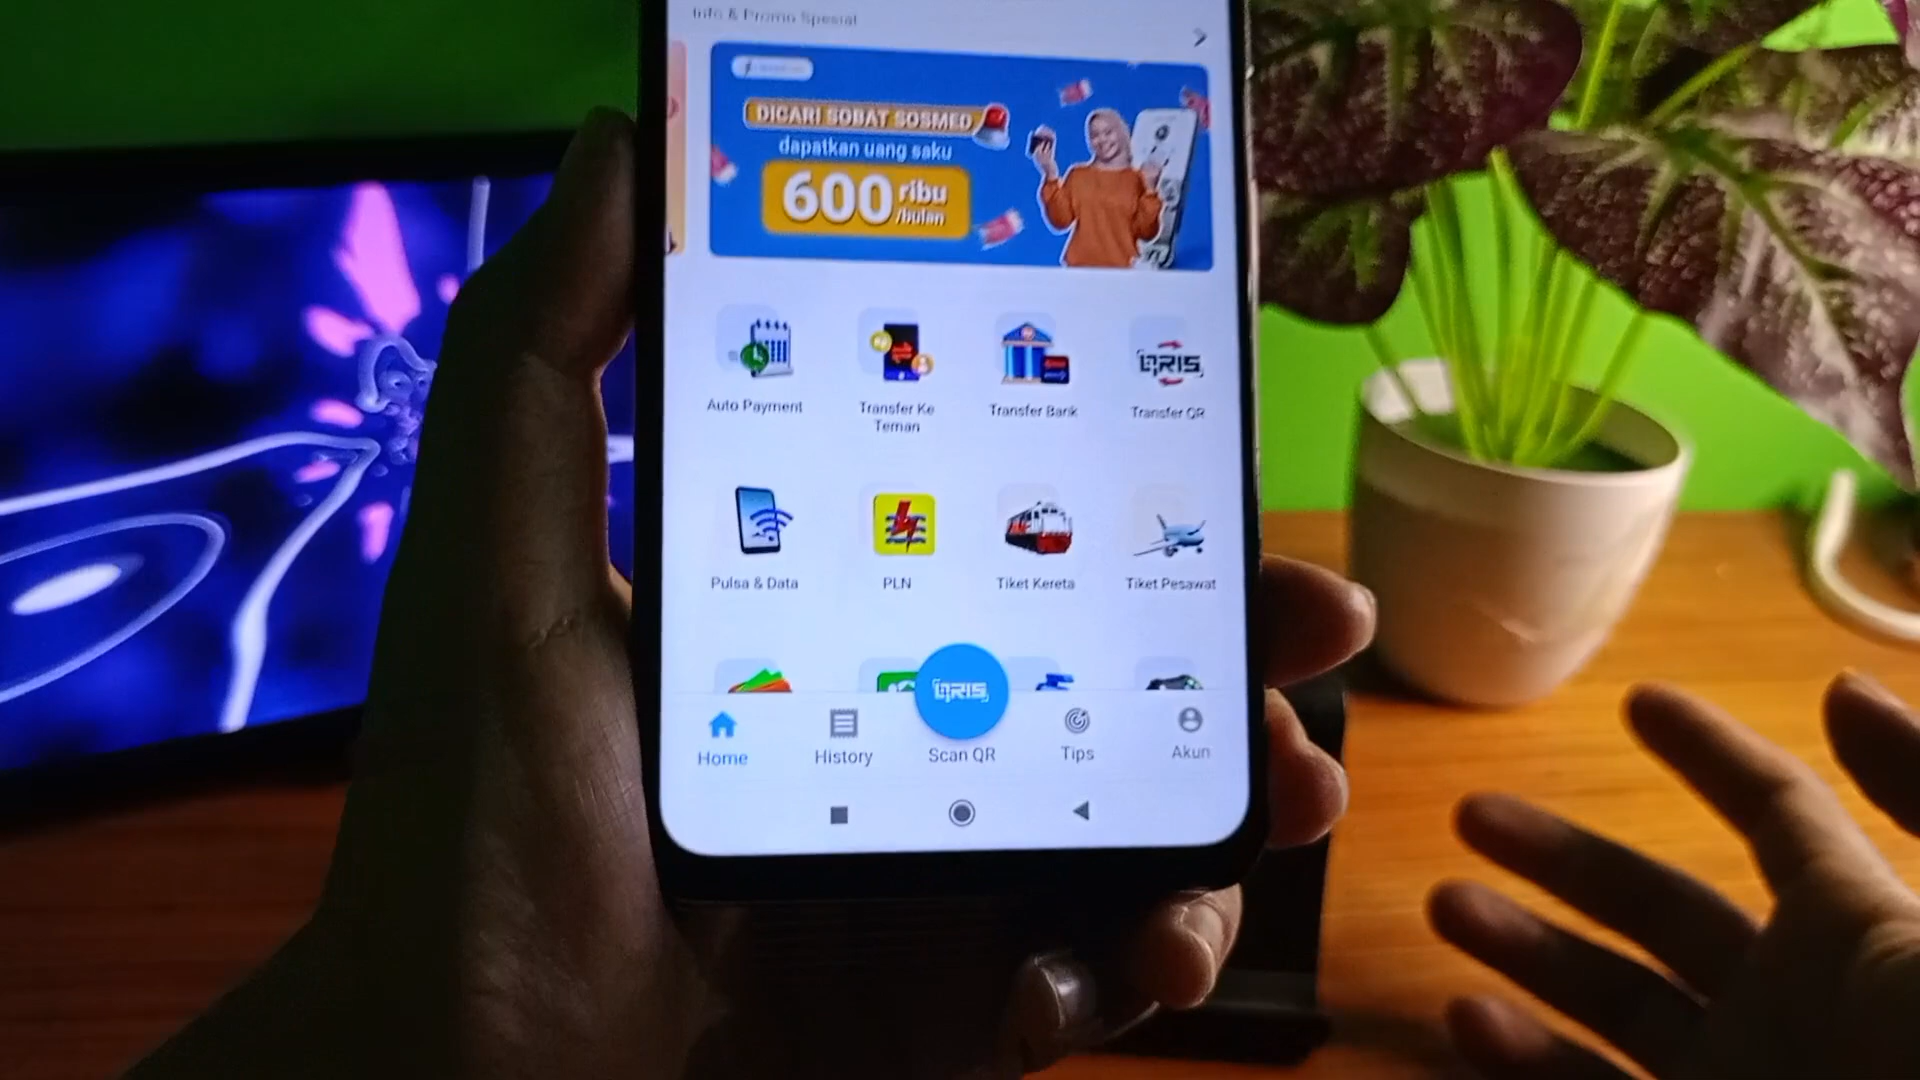 Info & Promo Spesial
DICARI SOBAT SOSMED
dapatkan uang saku
600 ribu
/bulan
Auto Payment
Transfer Ke
Teman
Transfer Bank
QRIS
Transfer QR
Pulsa & Data
PLN
Tiket Kereta
Tiket Pesawat
QRIS
Home
History
Scan QR
Tips
Akun